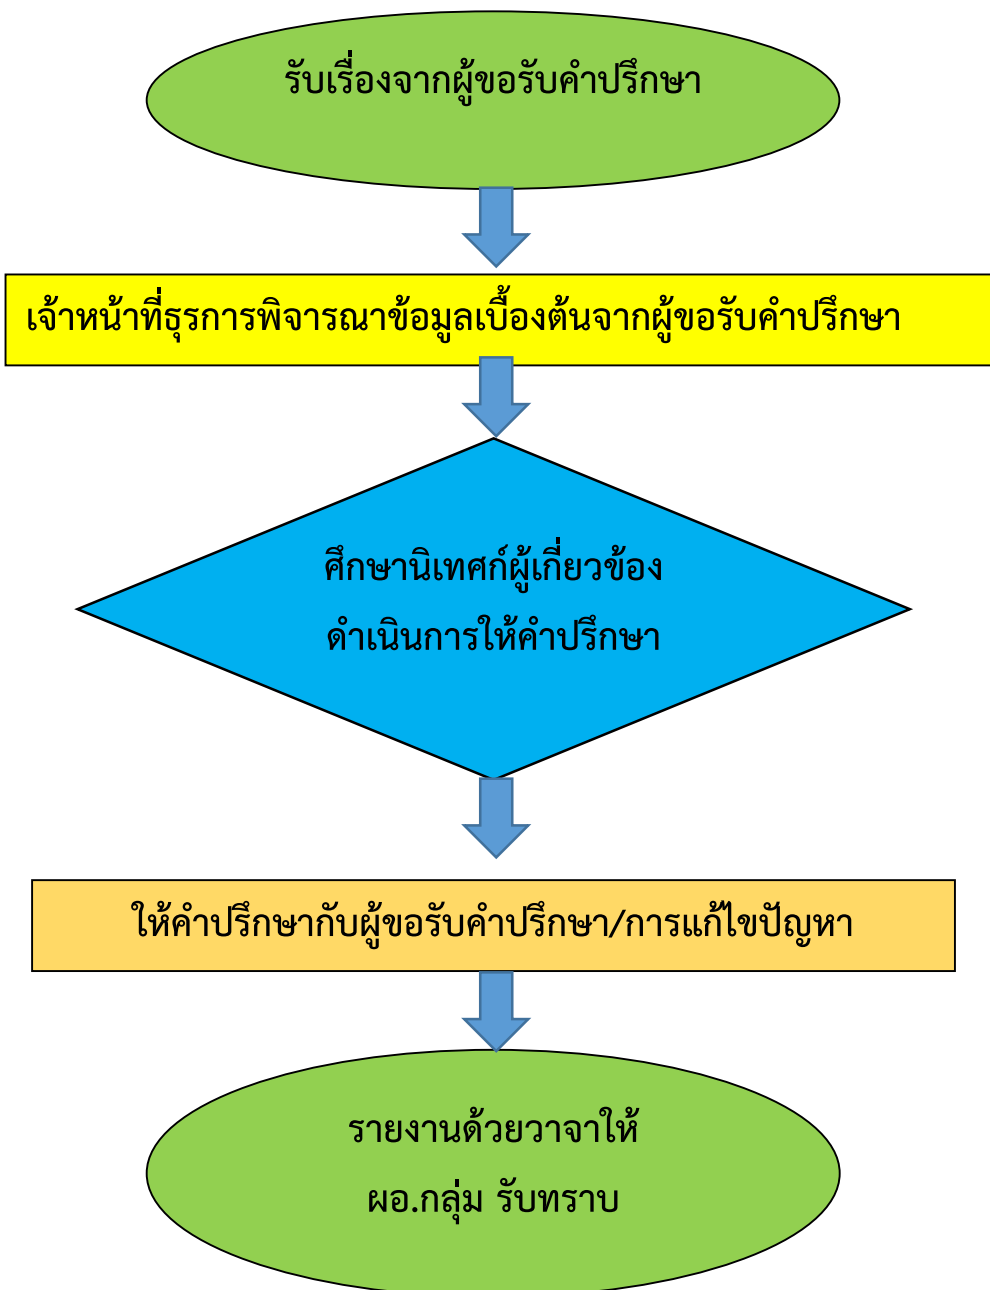 รับเรื่องจากผู้ขอรับคำปรึกษา
เจ้าหน้าที่ธุรการพิจารณาข้อมูลเบื้องต้นจากผู้ขอรับคำปรึกษา
ศึกษานิเทศก์ผู้เกี่ยวข้อง
ดำเนินการให้คำปรึกษา
ให้คำปรึกษากับผู้ขอรับคำปรึกษา/การแก้ไขปัญหา
รายงานด้วยวาจาให้
ผอ.กลุ่ม รับทราบ